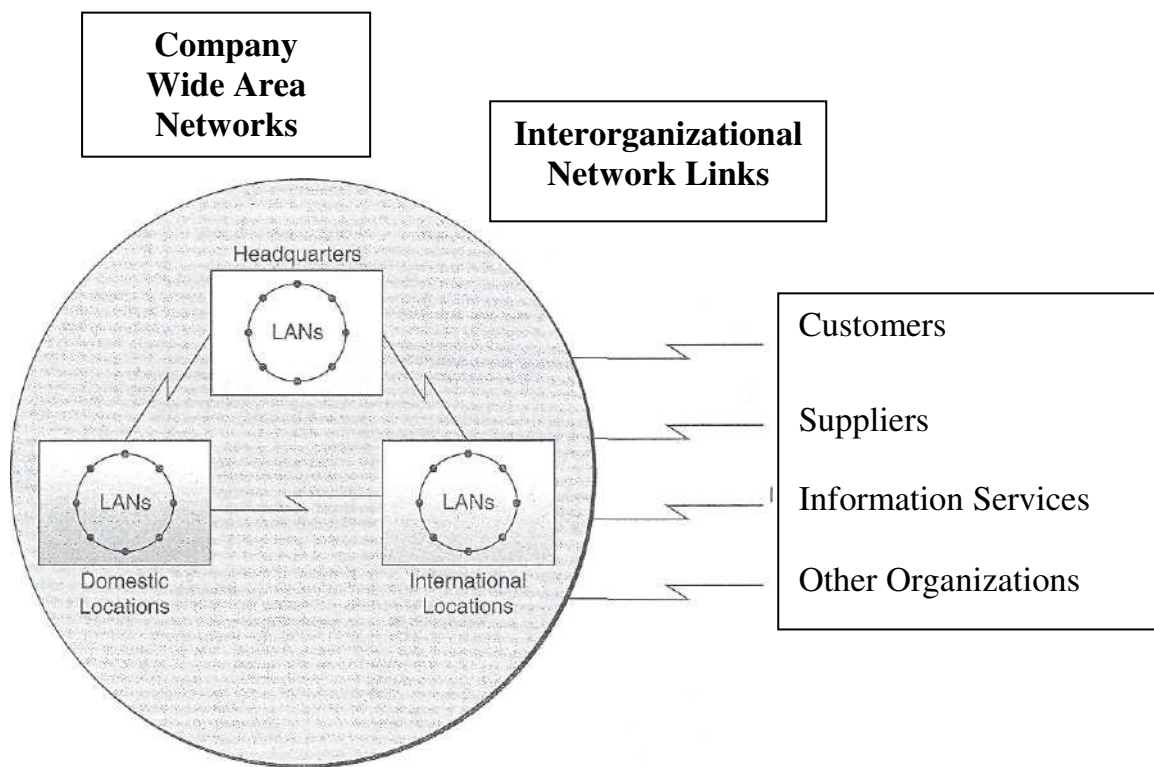 Company
Wide Area
Networks
Interorganizational
Network Links
Headquarters
LANs
LANs
LANs
Domestic
Locations
International
Locations
Customers
Suppliers
Information Services
Other Organizations